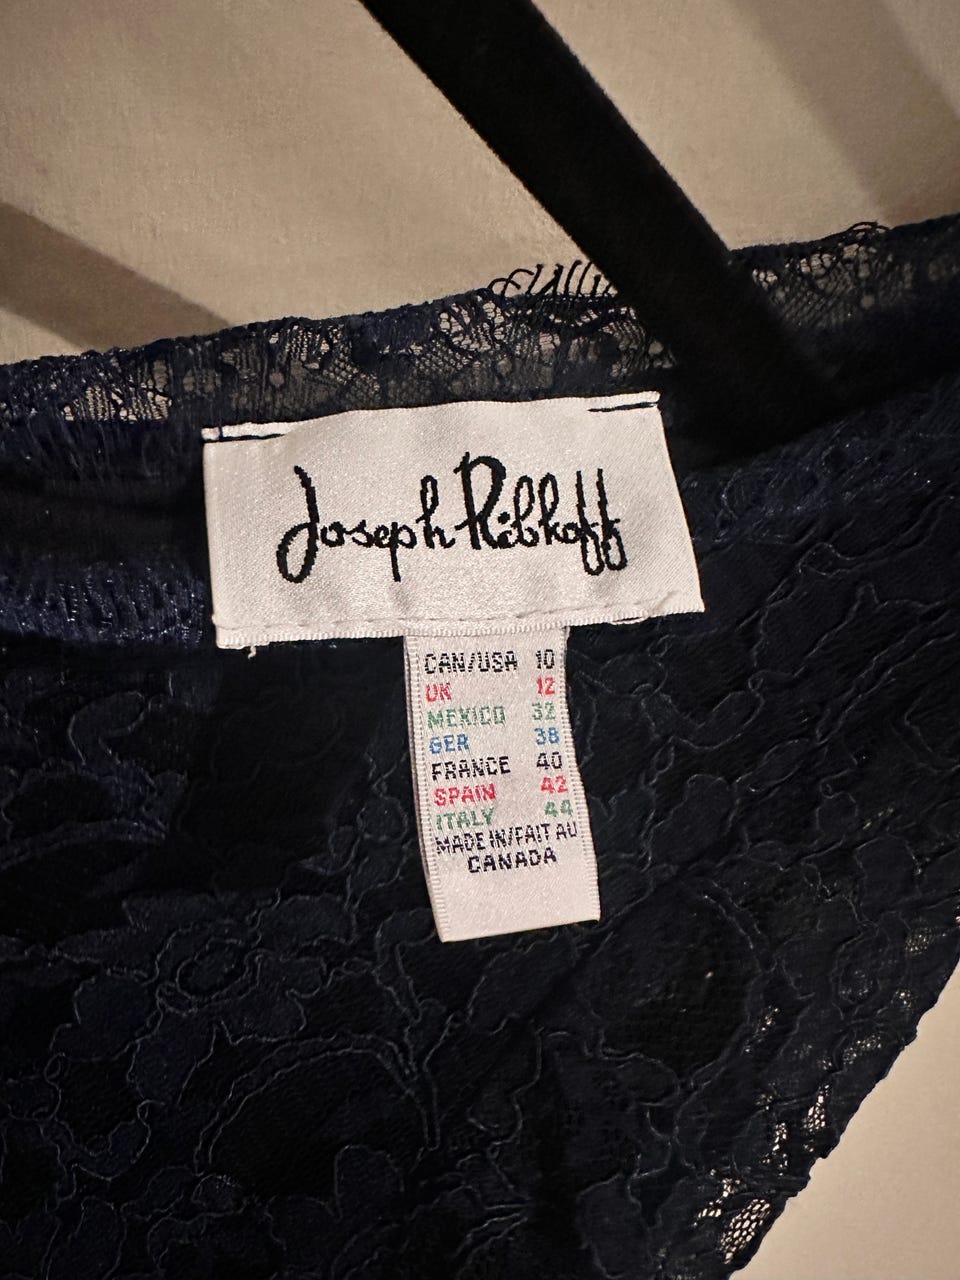 Joseph Ribkoff
CAN/USA 10
UK 12
MEXICO 32
GER 38
FRANCE 40
SPAIN 42
ITALY 44
MADE IN/FAIT AU
CANADA